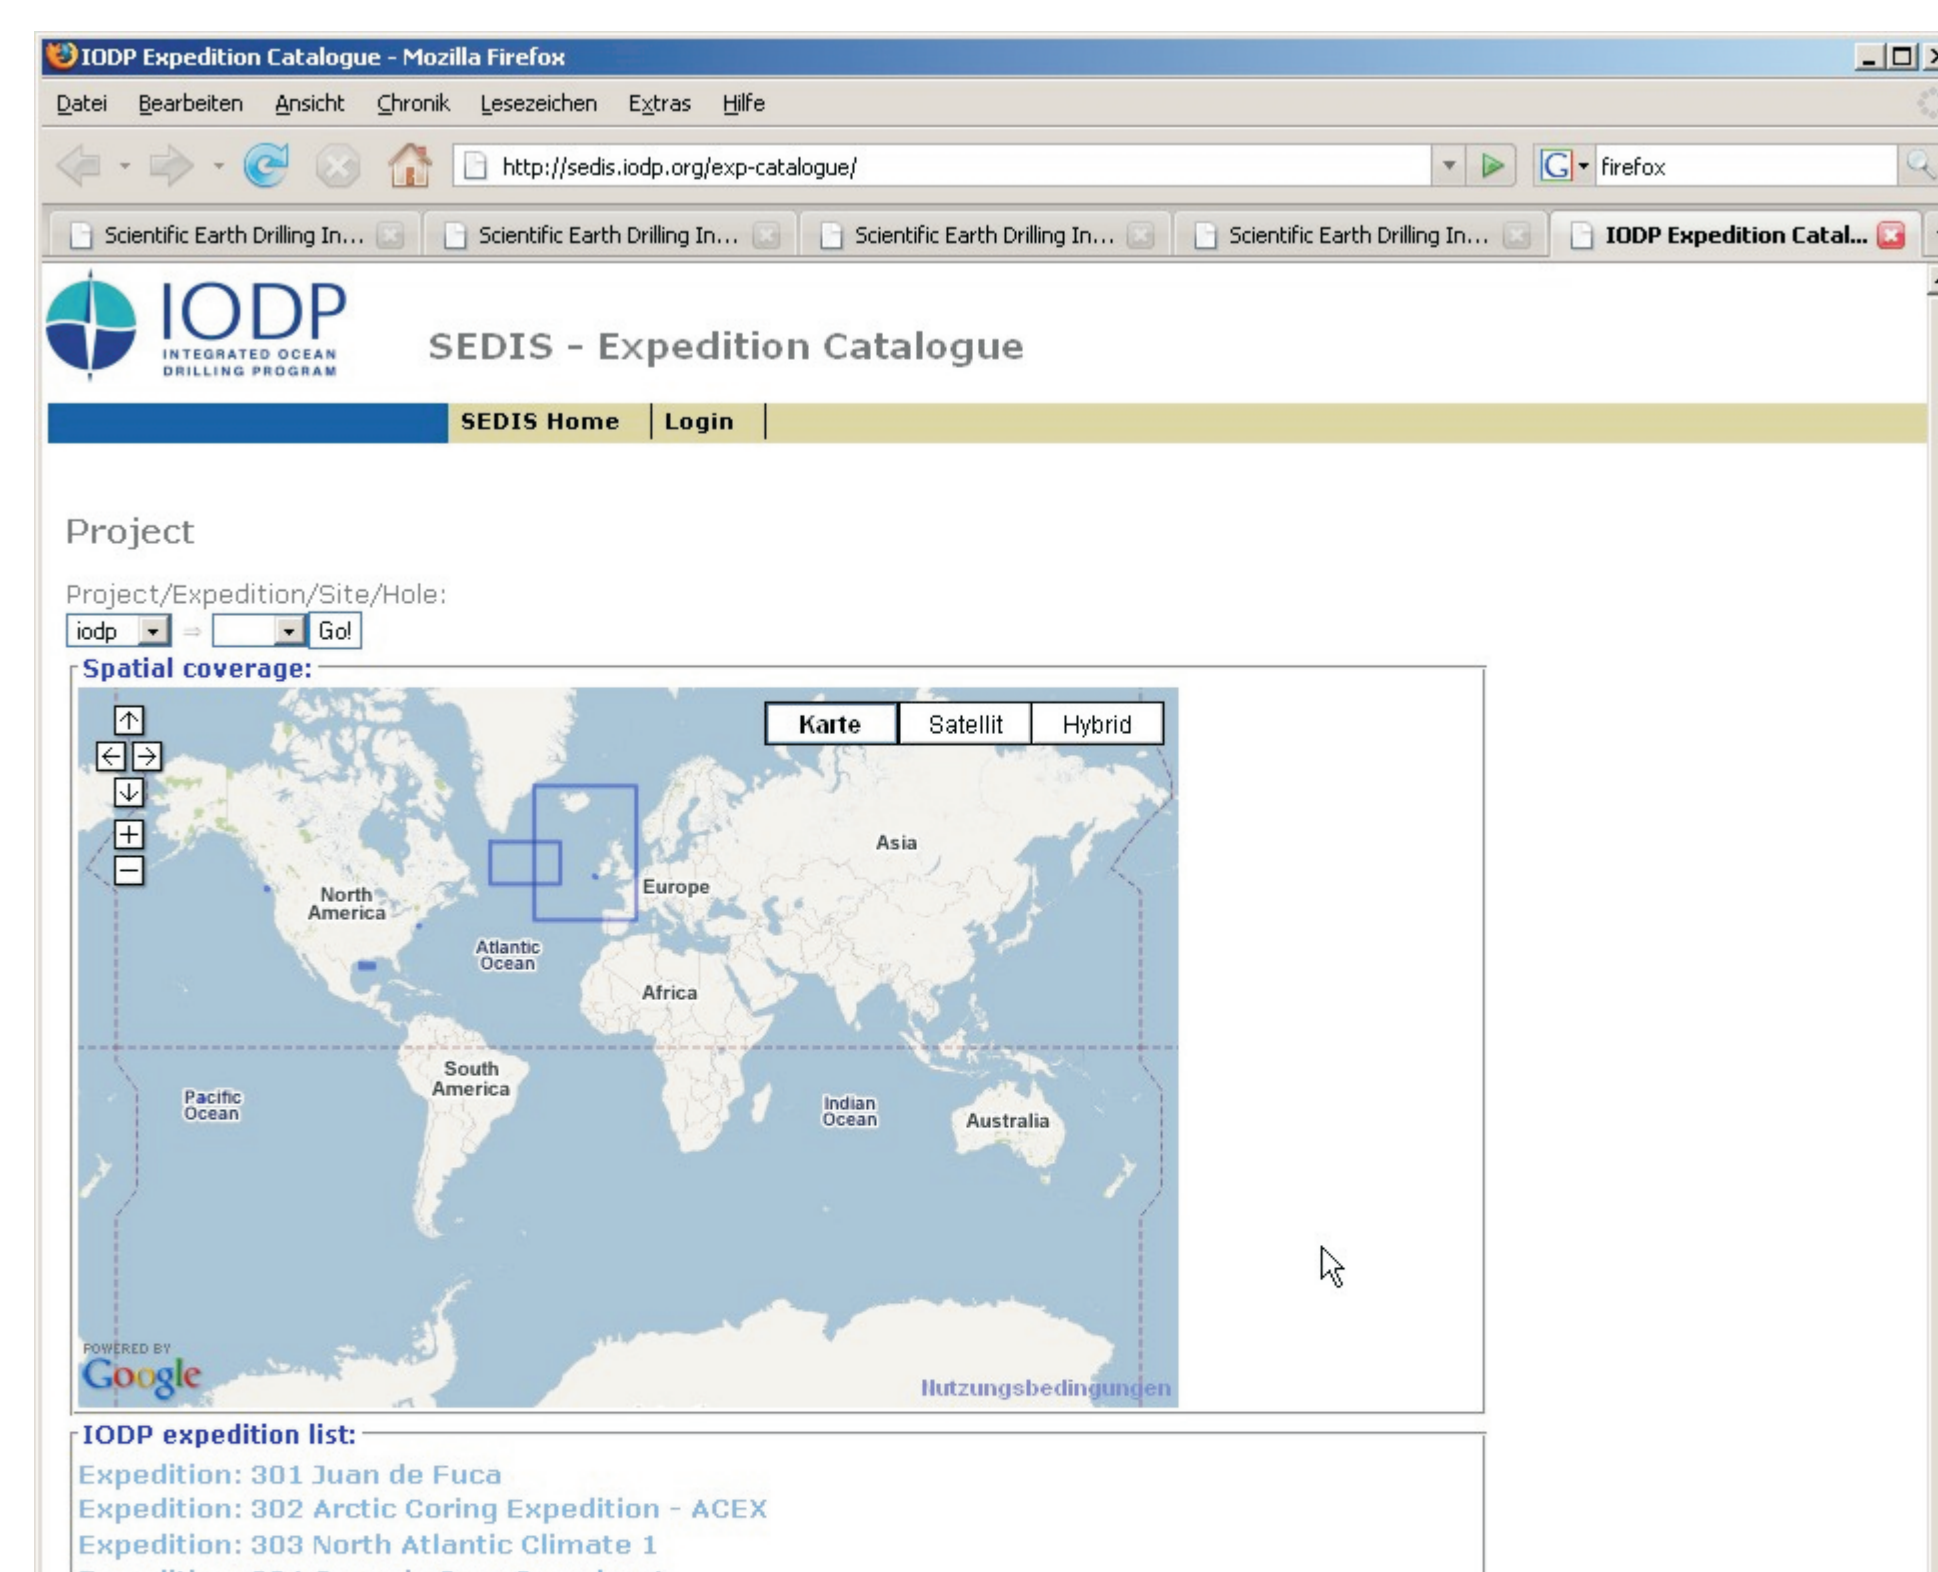 IODP Expedition Catalogue - Mozilla Firefox
Datei Bearbeiten Ansicht Chronik Lesezeichen Extras Hilfe
http://sedis.iodp.org/exp-catalogue/ G firefox
Scientific Earth Drilling In... Scientific Earth Drilling In... Scientific Earth Drilling In... Scientific Earth Drilling In... IODP Expedition Catal...
IODP
INTEGRATED OCEAN
DRILLING PROGRAM
SEDIS - Expedition Catalogue
SEDIS Home Login
Project
Project/Expedition/Site/Hole:
iodp ⇒ Go!
Spatial coverage:
Karte Satellit Hybrid
Asia
North
America
Europe
Atlantic
Ocean
Africa
South
America
Pacific
Ocean
Indian
Ocean
Australia
POWERED BY
Google
Nutzungsbedingungen
IODP expedition list:
Expedition: 301 Juan de Fuca
Expedition: 302 Arctic Coring Expedition - ACEX
Expedition: 303 North Atlantic Climate 1